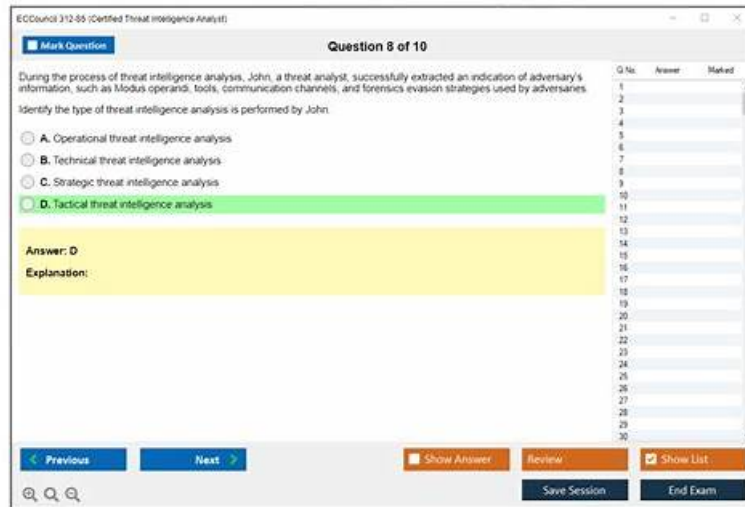 ECCouncil 312-85 (Certified Threat Intelligence Analyst)
Mark Question
Question 8 of 10
During the process of threat intelligence analysis, John, a threat analyst, successfully extracted an indication of adversary's
information, such as Modus operandi, tools, communication channels, and forensics evasion strategies used by adversaries.
Identify the type of threat intelligence analysis is performed by John.
A. Operational threat intelligence analysis
B. Technical threat intelligence analysis
C. Strategic threat intelligence analysis
D. Tactical threat intelligence analysis
Answer: D
Explanation:
Q No. Answer Marked
1
2
3
4
5
6
7
8
9
10
11
12
13
14
15
16
17
18
19
20
21
22
23
24
25
26
27
28
29
30
Previous Next Show Answer Review Show List
Save Session End Exam